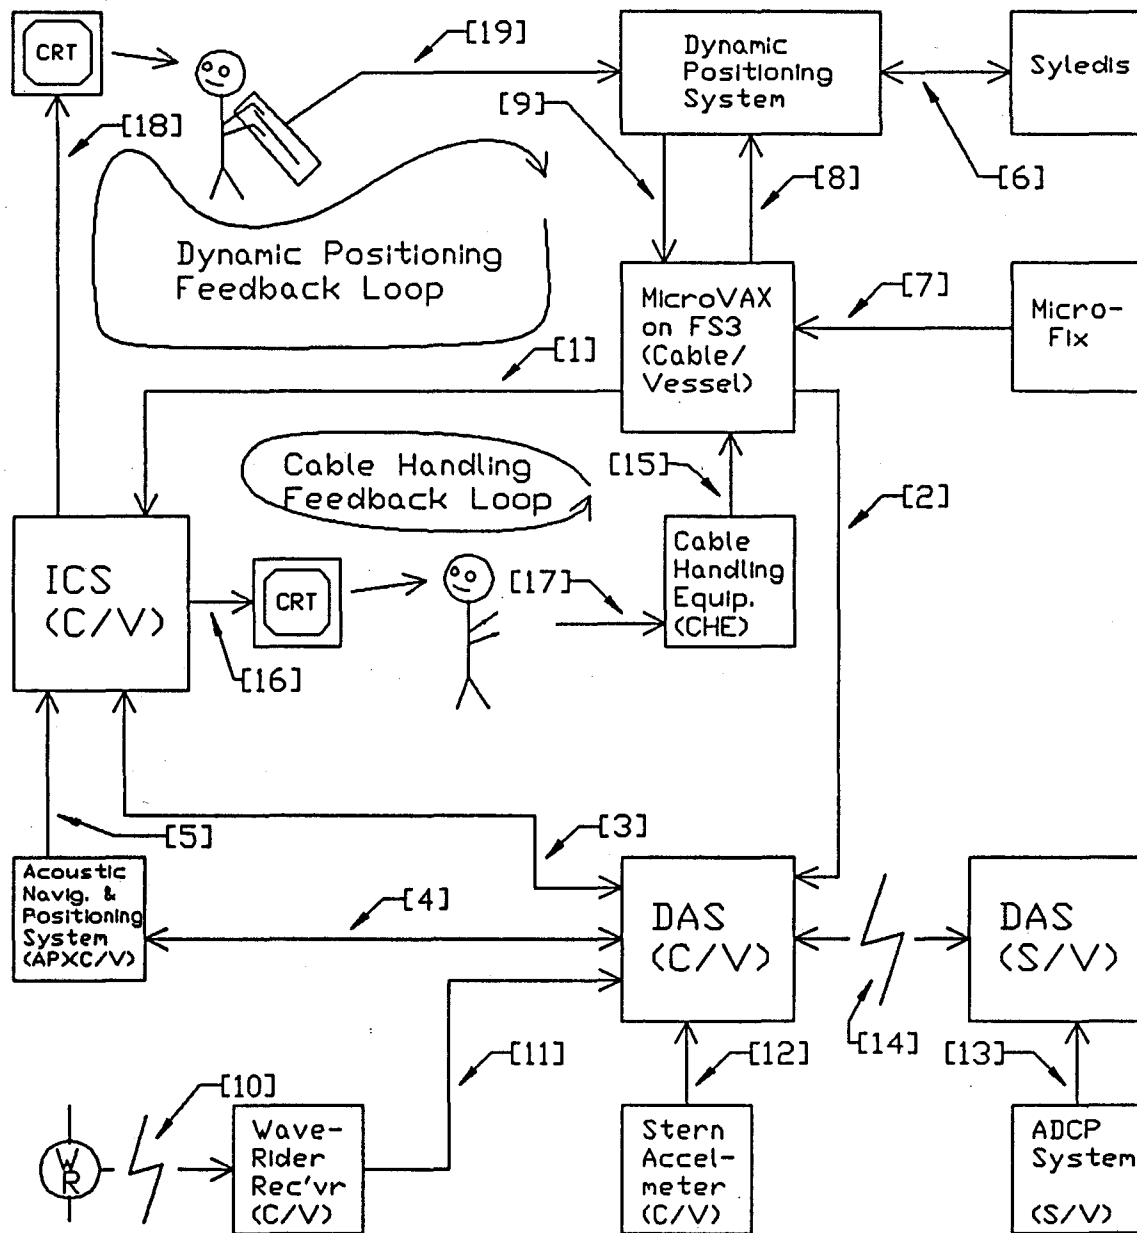 CRT
[19]
Dynamic
Positioning
System
Syledis
[18]
[9]
[8]
[6]
Dynamic Positioning
Feedback Loop
MicroVAX
on FS3
(Cable/
Vessel)
[7]
Micro-
Fix
[1]
Cable Handling
Feedback Loop
[15]
[2]
ICS
(C/V)
CRT
[17]
Cable
Handling
Equip.
(CHE)
[16]
[5]
[3]
Acoustic
Navig. &
Positioning
System
(APXC/V)
[4]
DAS
(C/V)
DAS
(S/V)
[11]
[12]
[14]
[13]
[10]
WR
Wave-
Rider
Rec'vr
(C/V)
Stern
Accel-
meter
(C/V)
ADCP
System
(S/V)